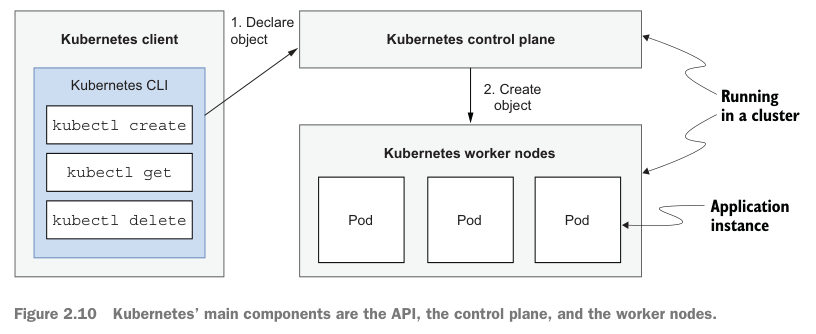 Kubernetes client
Kubernetes CLI
kubectl create
kubectl get
kubectl delete
1. Declare
object
Kubernetes control plane
2. Create
object
Kubernetes worker nodes
Pod
Pod
Pod
Running
in a cluster
Application
instance
Figure 2.10 Kubernetes’ main components are the API, the control plane, and the worker nodes.